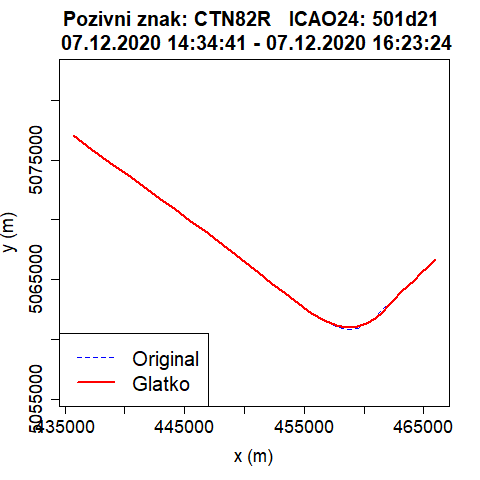 Pozivni znak: CTN82R   ICAO24: 501d21
07.12.2020 14:34:41 - 07.12.2020 16:23:24
y (m)
5075000
5065000
5055000
Original
Glatko
435000
445000
455000
465000
x (m)